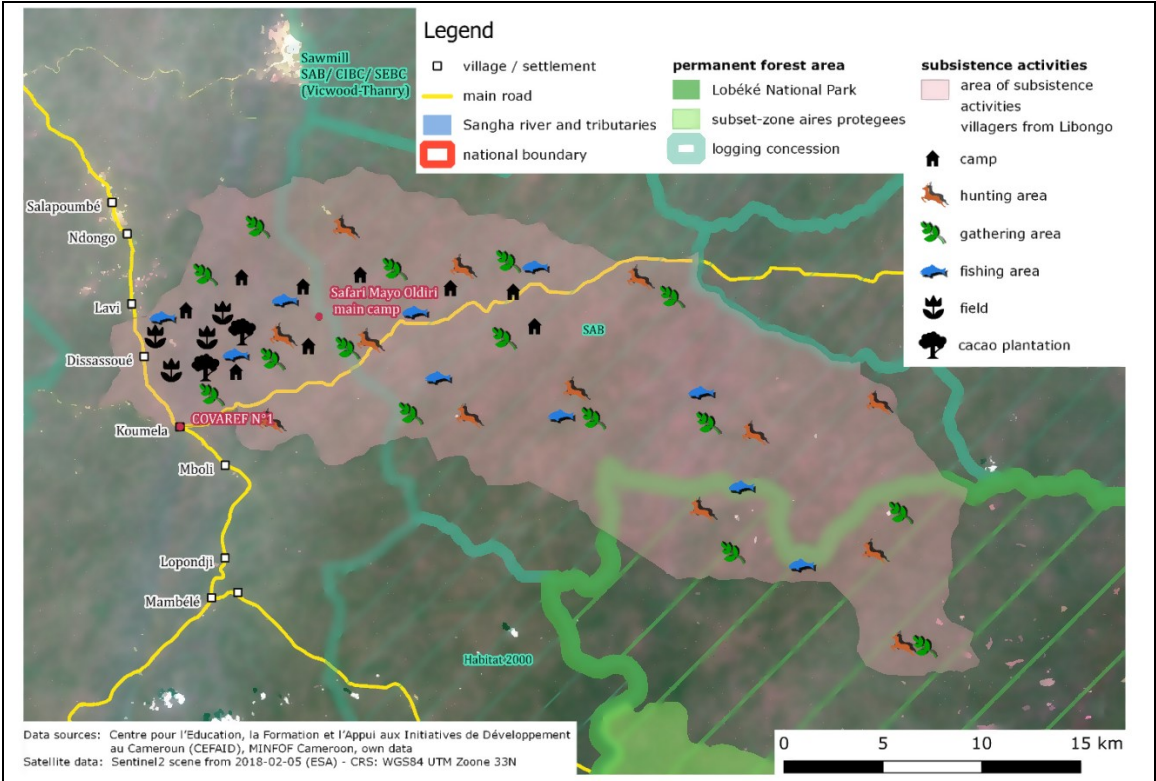 Legend
village / settlement
main road
Sangha river and tributaries
national boundary
permanent forest area
Lobéké National Park
subset-zone aires protegees
logging concession
subsistence activities
area of subsistence
activities
villagers from Libongo
camp
hunting area
gathering area
fishing area
field
cacao plantation
Sawmill
SAB/ CIBC/ SEBC
(Vicwood-Thanry)
Salapoumbé
Ndongo
Lavi
Safari Mayo Oldiri
main camp
SAB
Dissassoué
COVAREF N°1
Koumela
Mboli
Lopondji
Mambélé
Habitat 2000
Data sources: Centre pour l'Education, la Formation et l'Appui aux Initiatives de Développement
au Cameroun (CEFAID), MINFOF Cameroon, own data
Satellite data: Sentinel2 scene from 2018-02-05 (ESA) - CRS: WGS84 UTM Zoone 33N
0 5 10 15 km